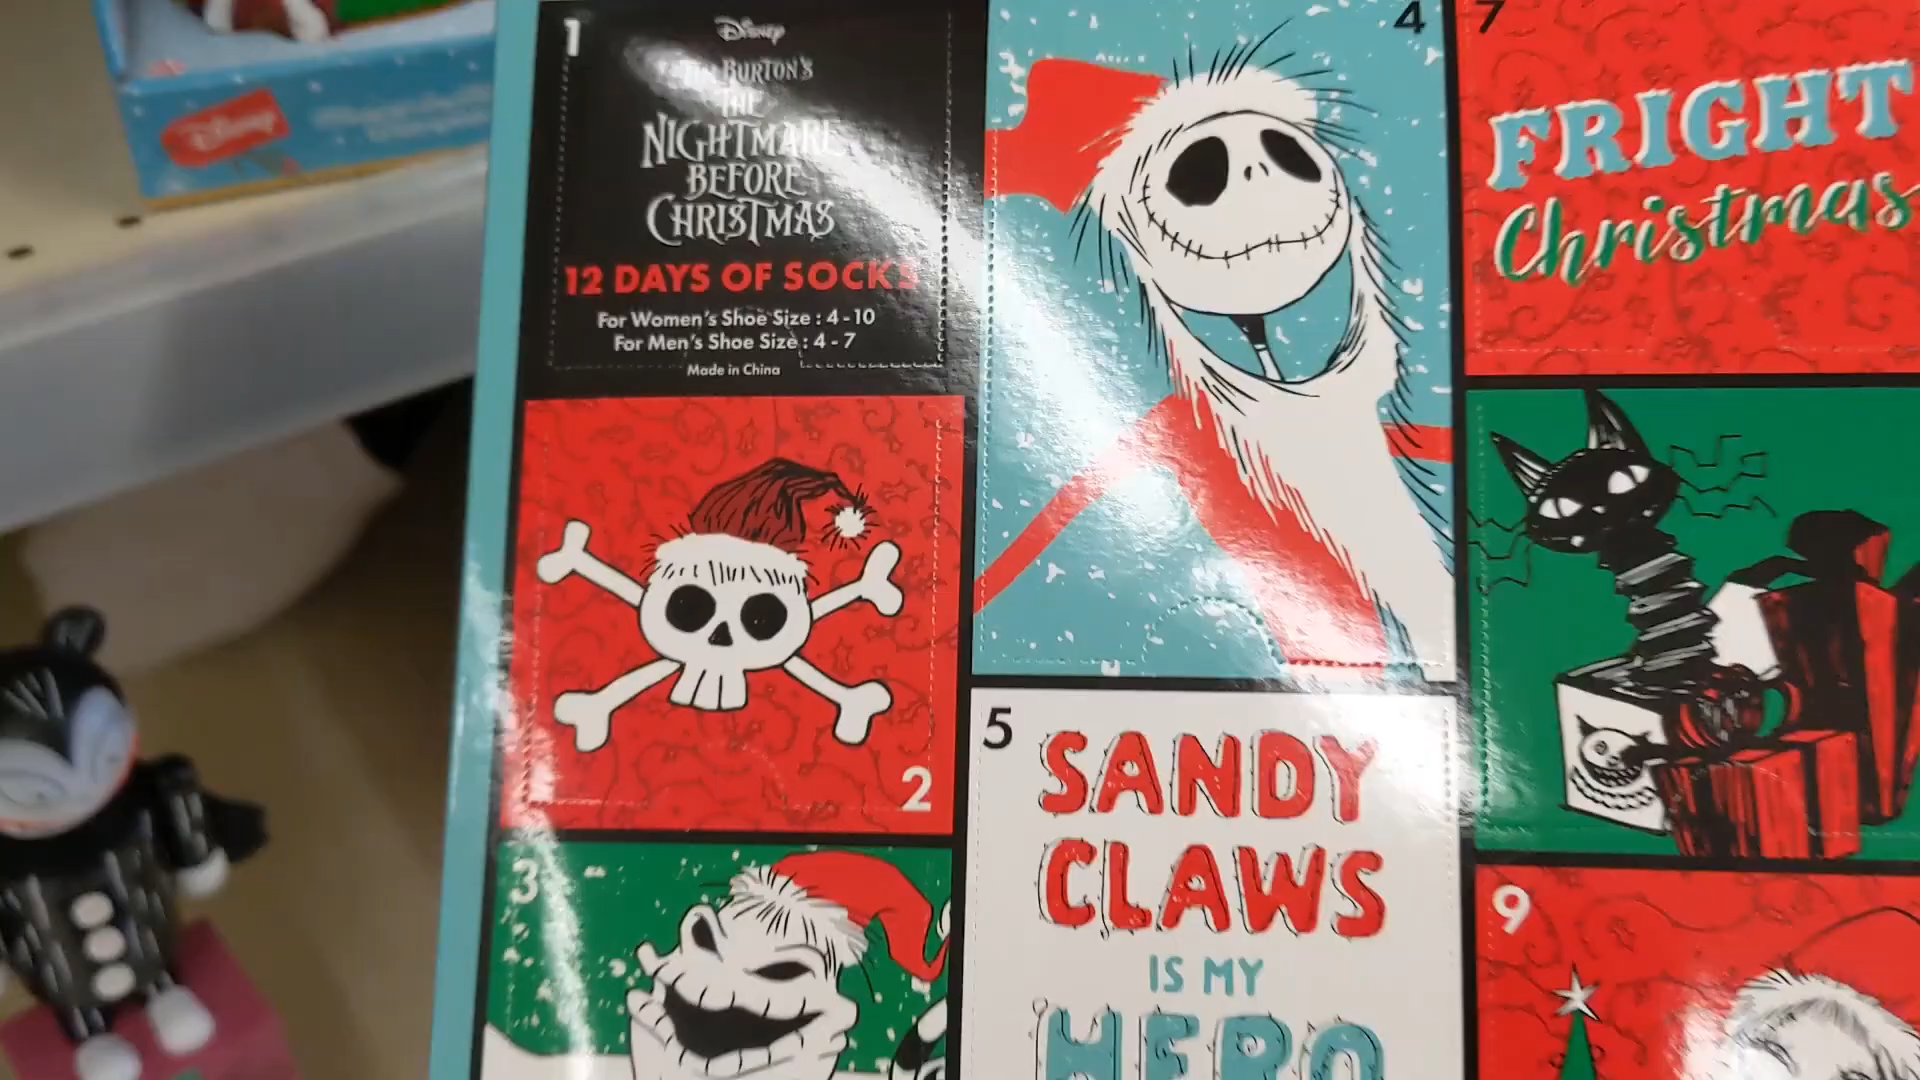 Disney
1
Disney
TIM BURTON'S
THE
NIGHTMARE
BEFORE
CHRISTMAS
12 DAYS OF SOCKS
For Women's Shoe Size : 4 - 10
For Men's Shoe Size : 4 - 7
Made in China
2
3
4
5
SANDY
CLAWS
IS MY
HERO
7
FRIGHT
Christmas
9